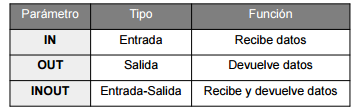 Parámetro Tipo Función
IN Entrada Recibe datos
OUT Salida Devuelve datos
INOUT Entrada-Salida Recibe y devuelve datos